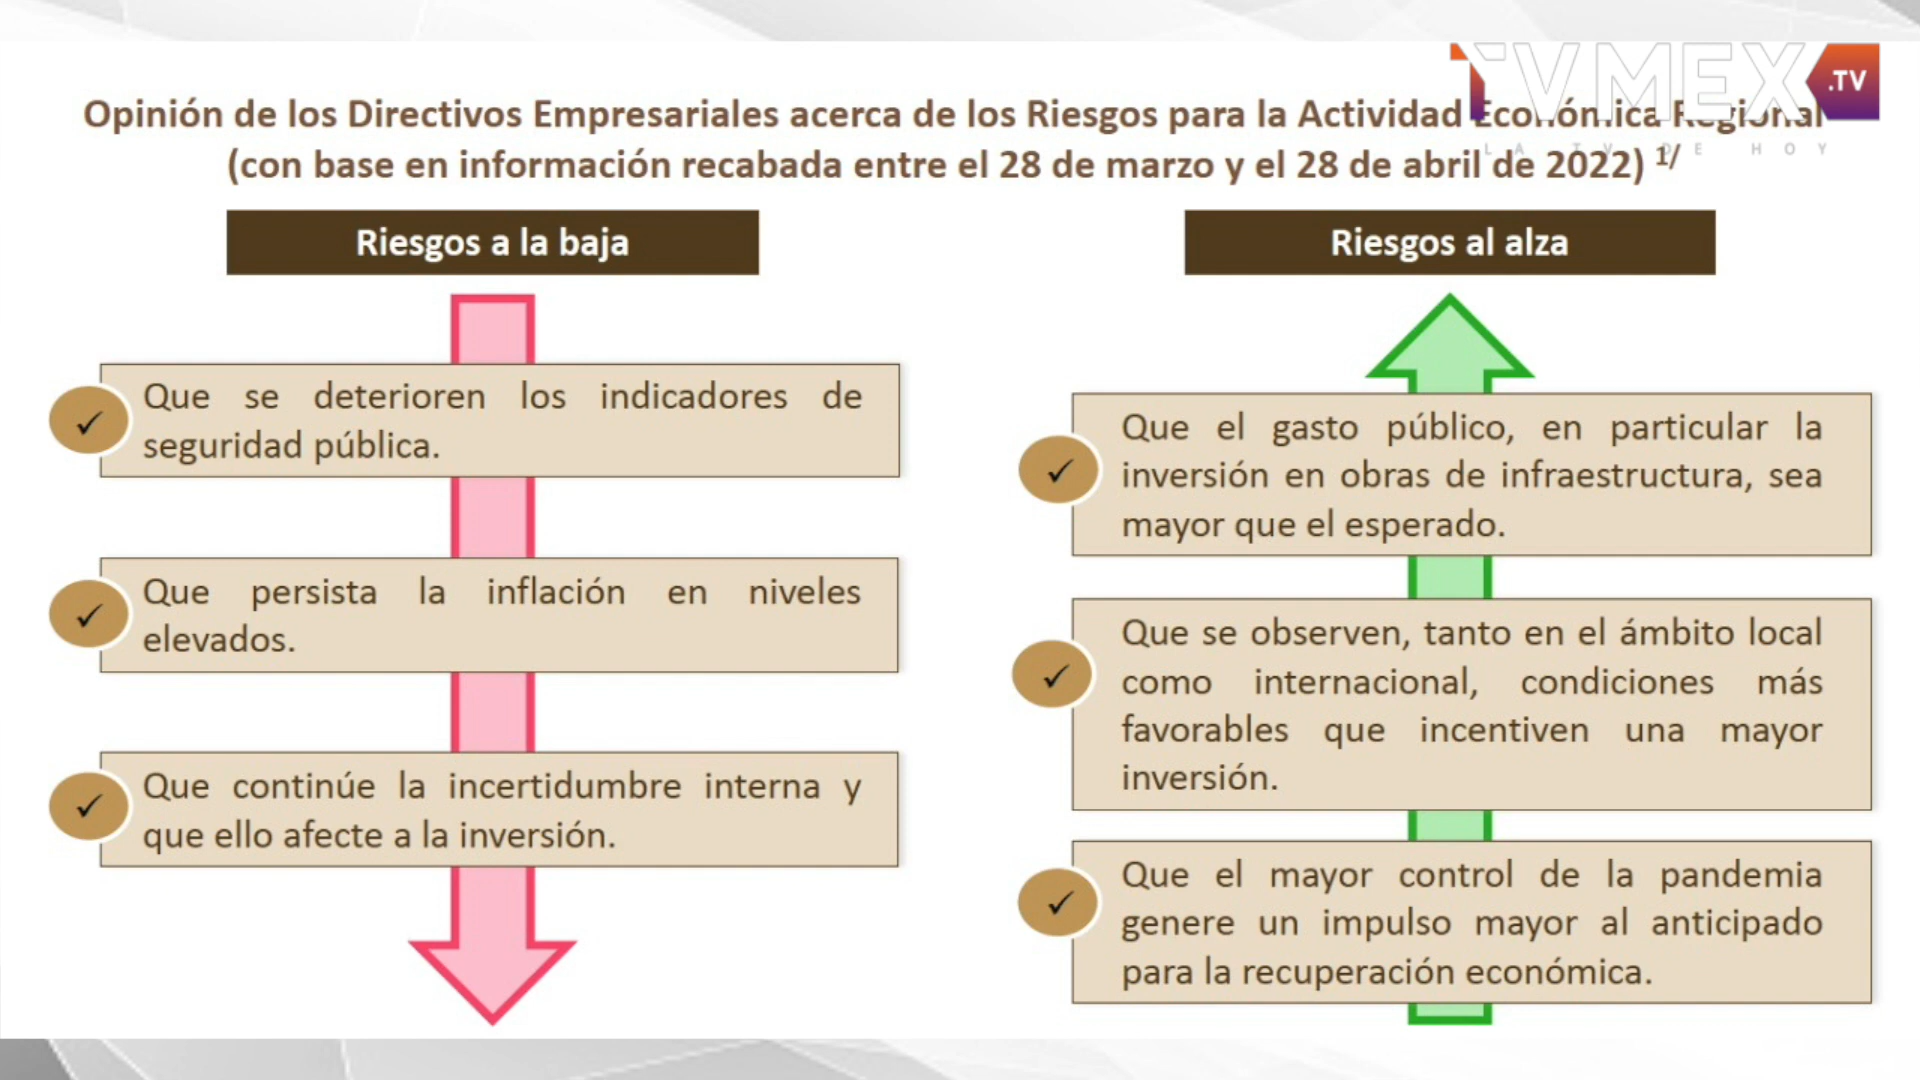 TVMEX.TV
LA TV DE HOY
Opinión de los Directivos Empresariales acerca de los Riesgos para la Actividad Económica Regional
(con base en información recabada entre el 28 de marzo y el 28 de abril de 2022) 1/
Riesgos a la baja
Que se deterioren los indicadores de
seguridad pública.
Que persista la inflación en niveles
elevados.
Que continúe la incertidumbre interna y
que ello afecte a la inversión.
Riesgos al alza
Que el gasto público, en particular la
inversión en obras de infraestructura, sea
mayor que el esperado.
Que se observen, tanto en el ámbito local
como internacional, condiciones más
favorables que incentiven una mayor
inversión.
Que el mayor control de la pandemia
genere un impulso mayor al anticipado
para la recuperación económica.